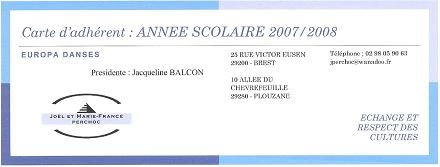 Carte d'adhérent : ANNEE SCOLAIRE 2007/2008
EUROPA DANSES
Presidente : Jacqueline BALCON
25 RUE VICTOR EUSEN
29200 - BREST
10 ALLEE DU
CHEVREFEUILLE
29280 - PLOUZANE
Téléphone : 02 98 05 90 63
jperchoc@wanadoo.fr
JOËL ET MARIE-FRANCE
PERCHOC
ECHANGE ET
RESPECT DES
CULTURES